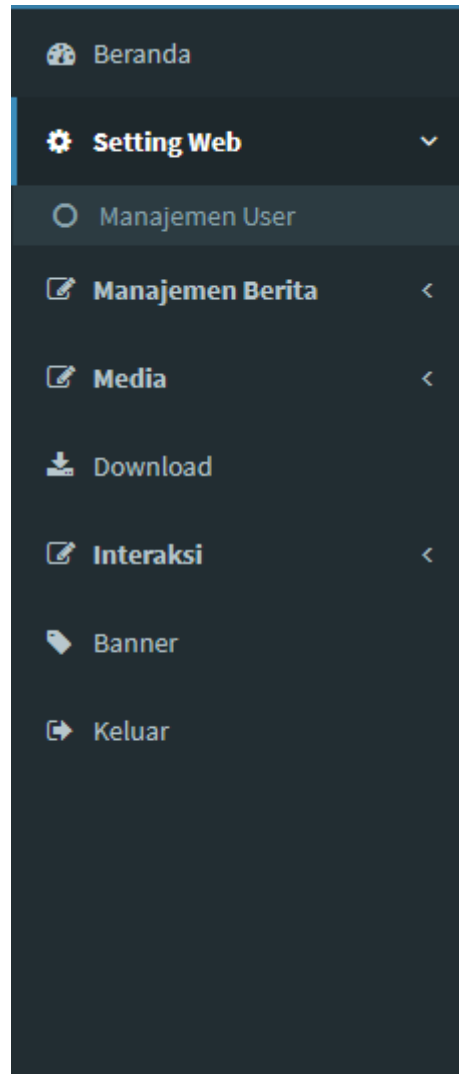 Beranda
Setting Web
Manajemen User
Manajemen Berita
Media
Download
Interaksi
Banner
Keluar